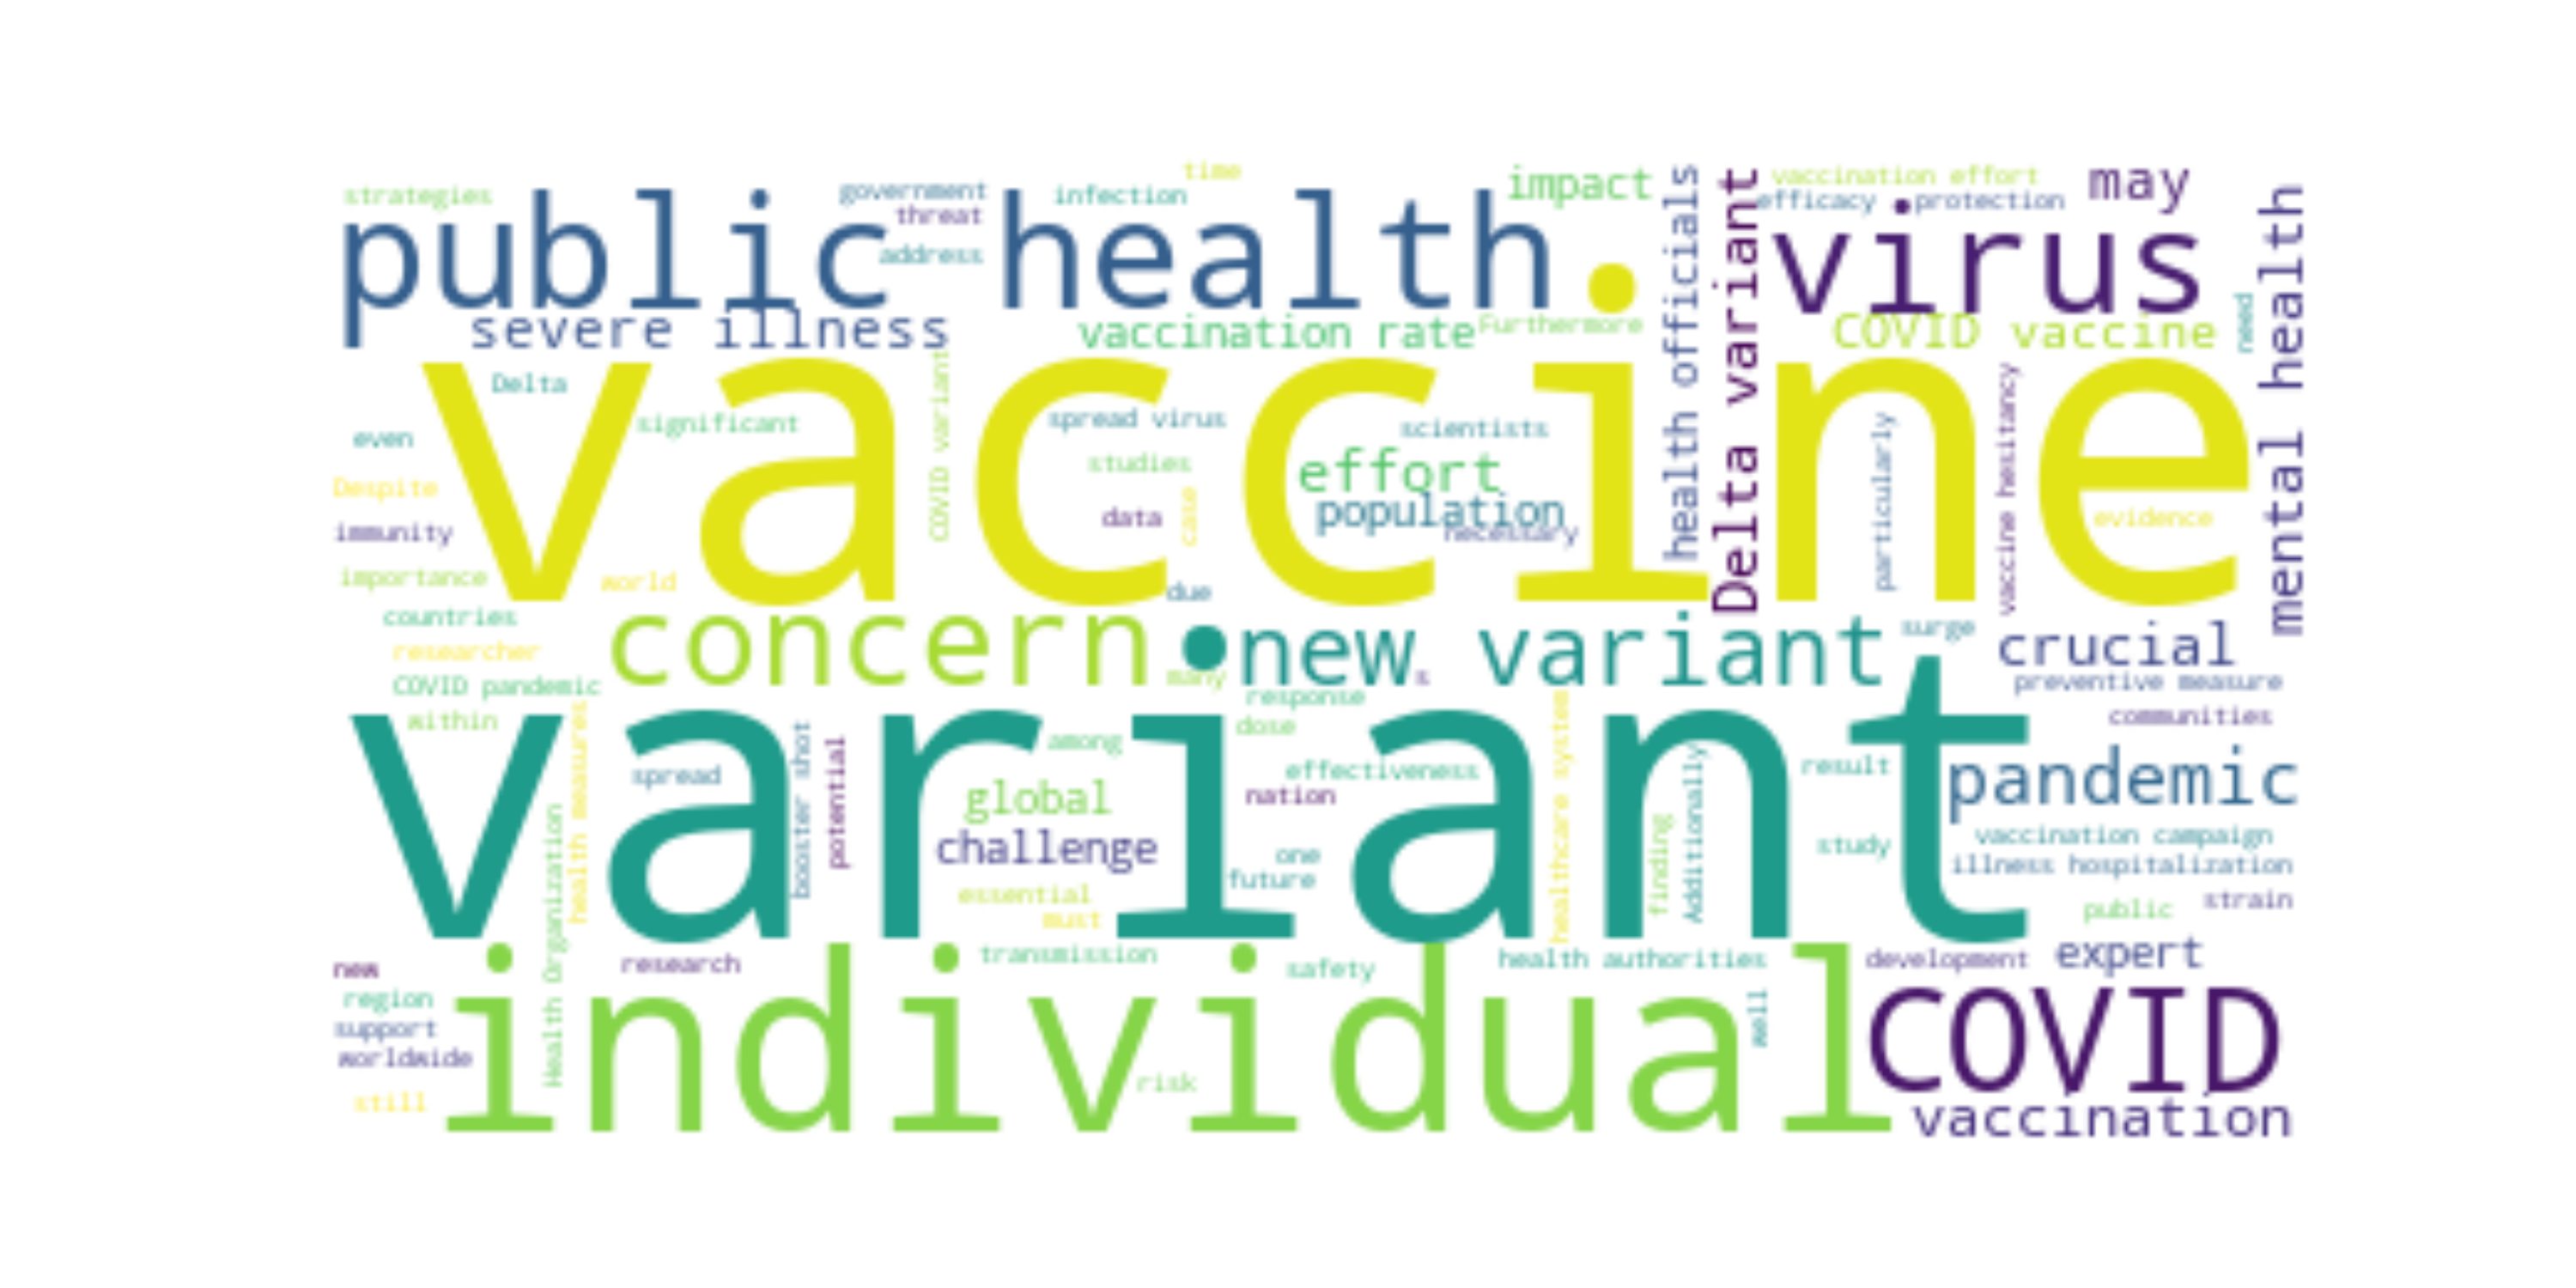 strategies
government
infection
time
impact
vaccination effort
may
public health
threat
address
efficacy
protection
virus
health officials
Delta variant
mental health
severe illness
vaccination rate
Furthermore
COVID vaccine
need
vaccine
Delta
significant
COVID variant
spread virus
scientists
even
studies
effort
particularly
vaccine hesitancy
Despite
population
necessary
data
case
evidence
immunity
importance
world
due
countries
concern
new variant
surge
crucial
researcher
many
s
COVID pandemic
response
preventive measure
within
dose
communities
variant
health measures
among
spread
booster shot
potential
effectiveness
healthcare system
Additionally
result
pandemic
global
nation
finding
challenge
one
study
vaccination campaign
future
illness hospitalization
essential
must
public
strain
Health Organization
new
research
transmission
safety
health authorities
development
expert
individual
region
support
well
COVID
worldwide
risk
still
vaccination